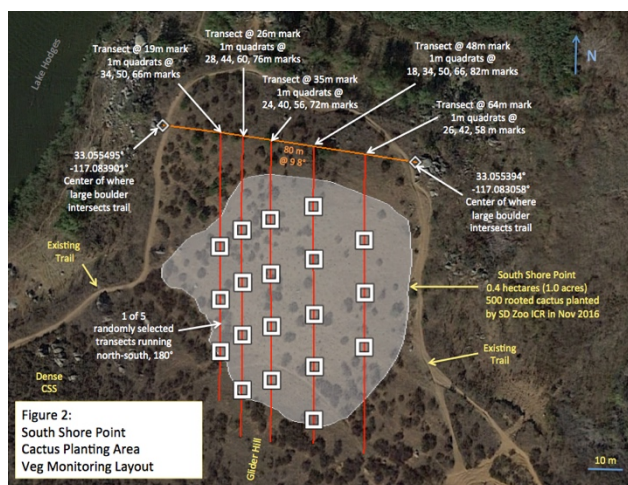 Lake Hodges
Transect @ 19m mark
1m quadrats @
34, 50, 66m marks
Transect @ 26m mark
1m quadrats @
28, 44, 60, 76m marks
Transect @ 35m mark
1m quadrats @
24, 40, 56, 72m marks
Transect @ 48m mark
1m quadrats @
18, 34, 50, 66, 82m marks
Transect @ 64m mark
1m quadrats @
26, 42, 58 m marks
N
80 m
@ 98°
33.055495°
-117.083901°
Center of where
large boulder
intersects trail
33.055394°
-117.083058°
Center of where
large boulder
intersects trail
Existing
Trail
1 of 5
randomly selected
transects running
north-south, 180°
South Shore Point
0.4 hectares (1.0 acres)
500 rooted cactus planted
by SD Zoo ICR in Nov 2016
Existing
Trail
Dense
CSS
Figure 2:
South Shore Point
Cactus Planting Area
Veg Monitoring Layout
Glider Hill
10 m